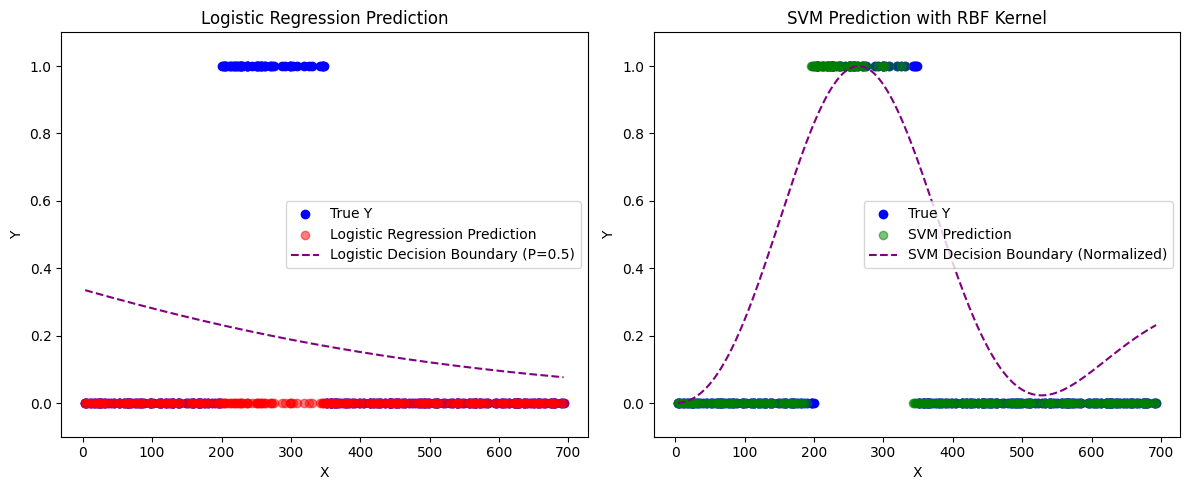 Logistic Regression Prediction
1.0
0.8
0.6
0.4
0.2
0.0
Y
True Y
Logistic Regression Prediction
Logistic Decision Boundary (P=0.5)
0
100
200
300
400
500
600
700
X
SVM Prediction with RBF Kernel
1.0
0.8
0.6
0.4
0.2
0.0
Y
True Y
SVM Prediction
SVM Decision Boundary (Normalized)
0
100
200
300
400
500
600
700
X